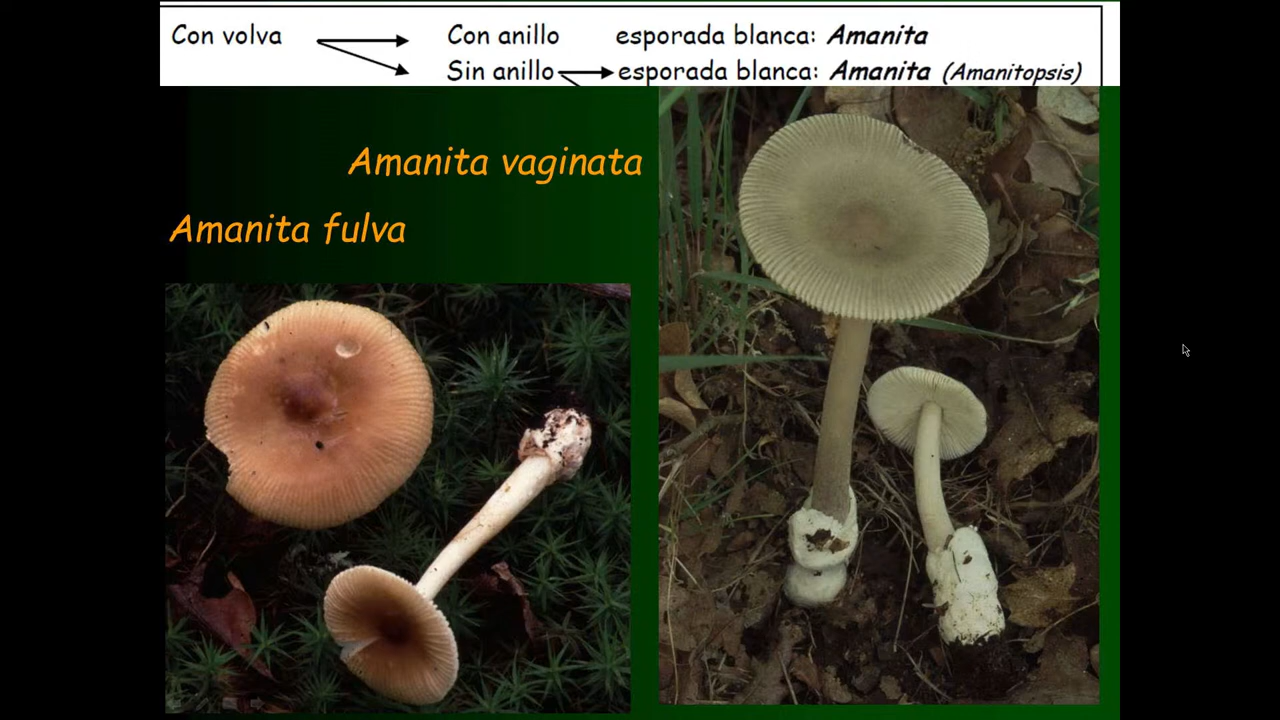 Con volva Con anillo esporada blanca: Amanita
Sin anillo esporada blanca: Amanita (Amanitopsis)
Amanita vaginata
Amanita fulva